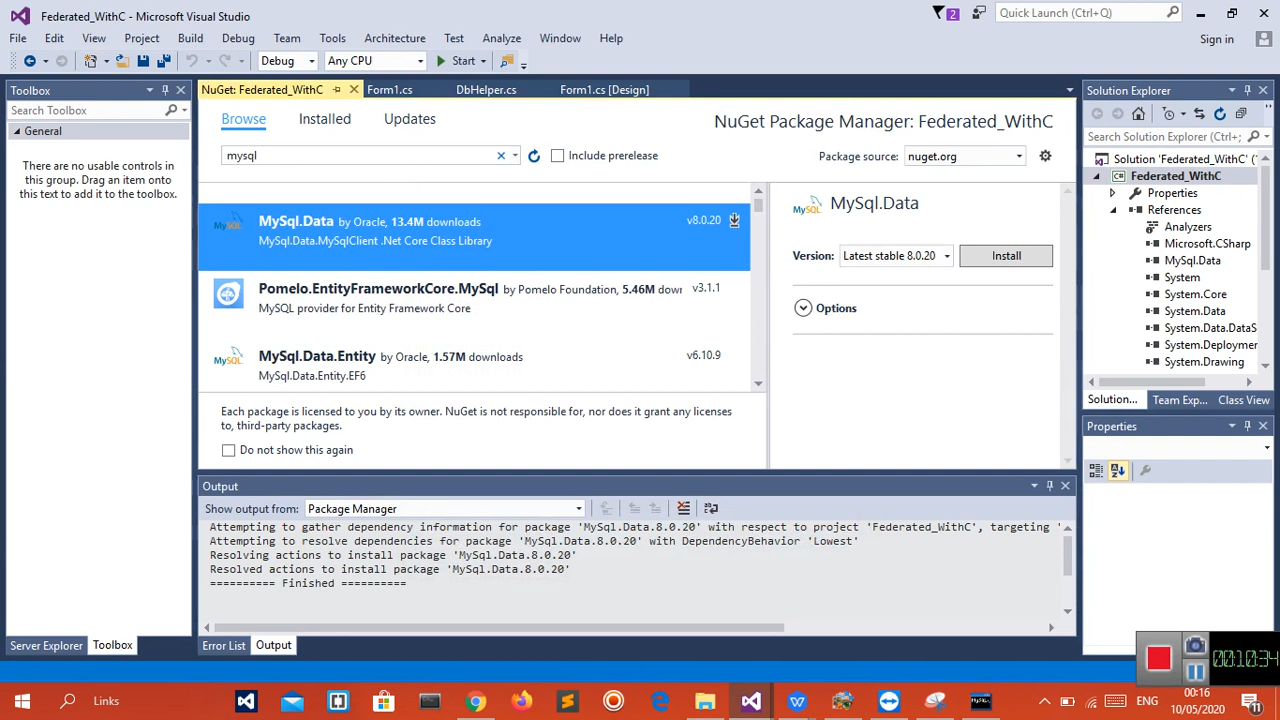 Federated_WithC - Microsoft Visual Studio
2
Quick Launch (Ctrl+Q)
File Edit View Project Build Debug Team Tools Architecture Test Analyze Window Help
Sign in
Debug
Any CPU
Start
Toolbox
Search Toolbox
General
There are no usable controls in
this group. Drag an item onto
this text to add it to the toolbox.
NuGet: Federated_WithC
Form1.cs
DbHelper.cs
Form1.cs [Design]
Browse
Installed
Updates
NuGet Package Manager: Federated_WithC
mysql
Include prerelease
Package source:
nuget.org
MySql.Data by Oracle, 13.4M downloads
v8.0.20
MySql.Data.MySqlClient .Net Core Class Library
Pomelo.EntityFrameworkCore.MySql by Pomelo Foundation, 5.46M dow
v3.1.1
MySQL provider for Entity Framework Core
MySql.Data.Entity by Oracle, 1.57M downloads
v6.10.9
MySql.Data.Entity.EF6
Each package is licensed to you by its owner. NuGet is not responsible for, nor does it grant any licenses
to, third-party packages.
Do not show this again
MySQL
MySql.Data
Version:
Latest stable 8.0.20
Install
Options
Output
Show output from:
Package Manager
Attempting to gather dependency information for package 'MySql.Data.8.0.20' with respect to project 'Federated_WithC', targeting '
Attempting to resolve dependencies for package 'MySql.Data.8.0.20' with DependencyBehavior 'Lowest'
Resolving actions to install package 'MySql.Data.8.0.20'
Resolved actions to install package 'MySql.Data.8.0.20'
========== Finished ==========
Server Explorer
Toolbox
Error List
Output
Solution Explorer
Search Solution Explorer (Ctrl+;
Solution 'Federated_WithC' (
C#
Federated_WithC
Properties
References
Analyzers
Microsoft.CSharp
MySql.Data
System
System.Core
System.Data
System.Data.DataS
System.Deploymen
System.Drawing
Solution...
Team Exp...
Class View
Properties
00:10:34
Links
ENG
00:16
10/05/2020
11